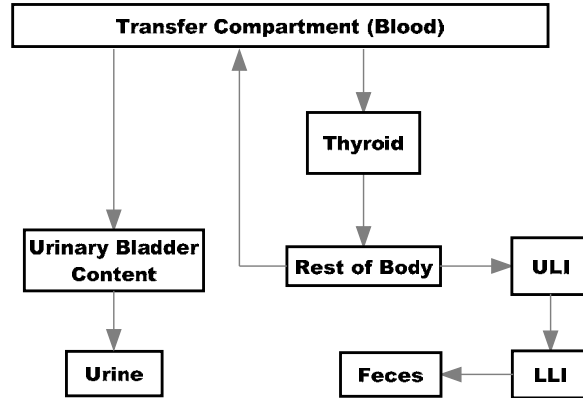 Transfer Compartment (Blood)
Thyroid
Urinary Bladder
Content
Rest of Body
ULI
Urine
Feces
LLI